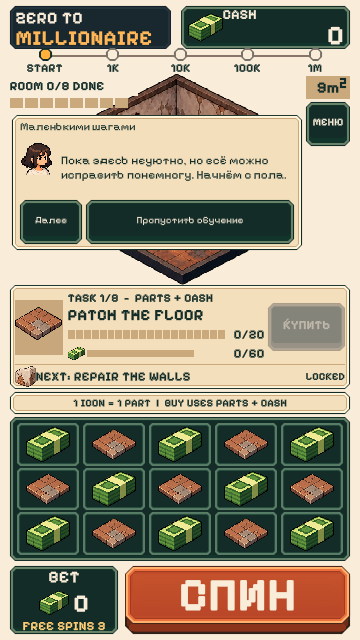 ZERO TO
MILLIONAIRE
CASH
0
START 1K 10K 100K 1M
ROOM 0/8 DONE
9m²
МЕНЮ
Маленькими шагами
Пока здесь неуютно, но всё можно
исправить понемногу. Начнём с пола.
Далее
Пропустить обучение
TASK 1/8 - PARTS + CASH
PATCH THE FLOOR
0/20
0/60
КУПИТЬ
NEXT: REPAIR THE WALLS
LOCKED
1 ICON = 1 PART | BUY USES PARTS + CASH
BET
0
FREE SPINS 3
СПИН